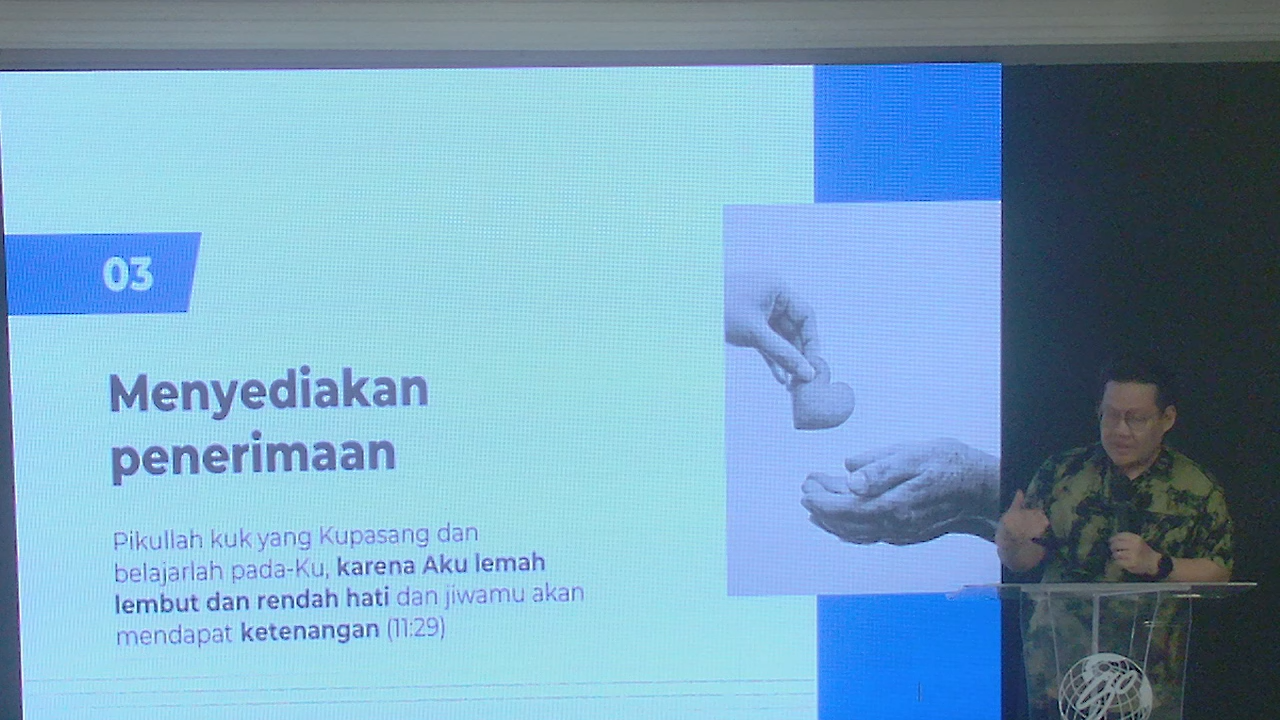 03
Menyediakan
penerimaan
Pikullah kuk yang Kupasang dan
belajarlah pada-Ku, karena Aku lemah
lembut dan rendah hati dan jiwamu akan
mendapat ketenangan (11:29)